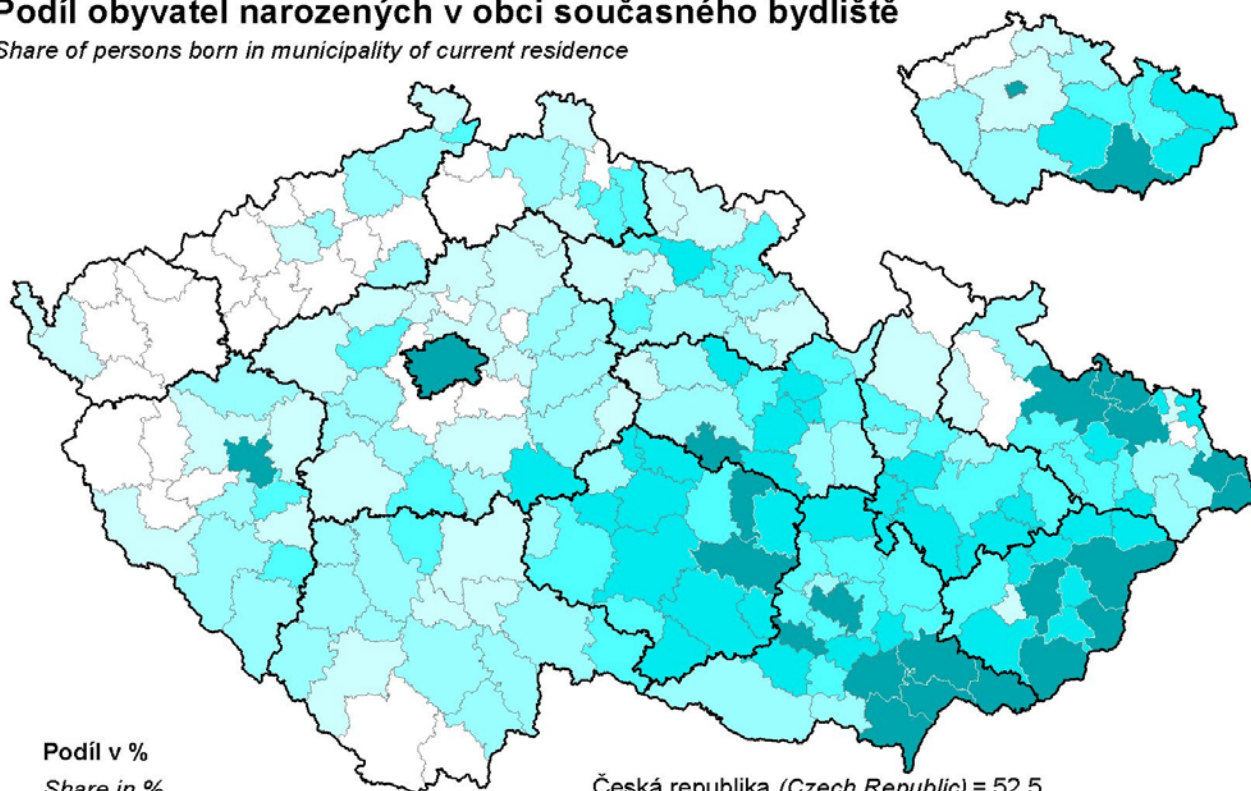 Podíl obyvatel narozených v obci současného bydliště
Share of persons born in municipality of current residence
Podíl v %
Share in %
Česká republika (Czech Republic) = 52,5